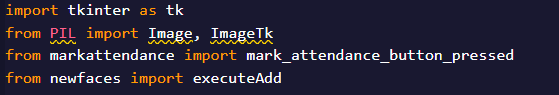 import tkinter as tk
from PIL import Image, ImageTk
from markattendance import mark_attendance_button_pressed
from newfaces import executeAdd